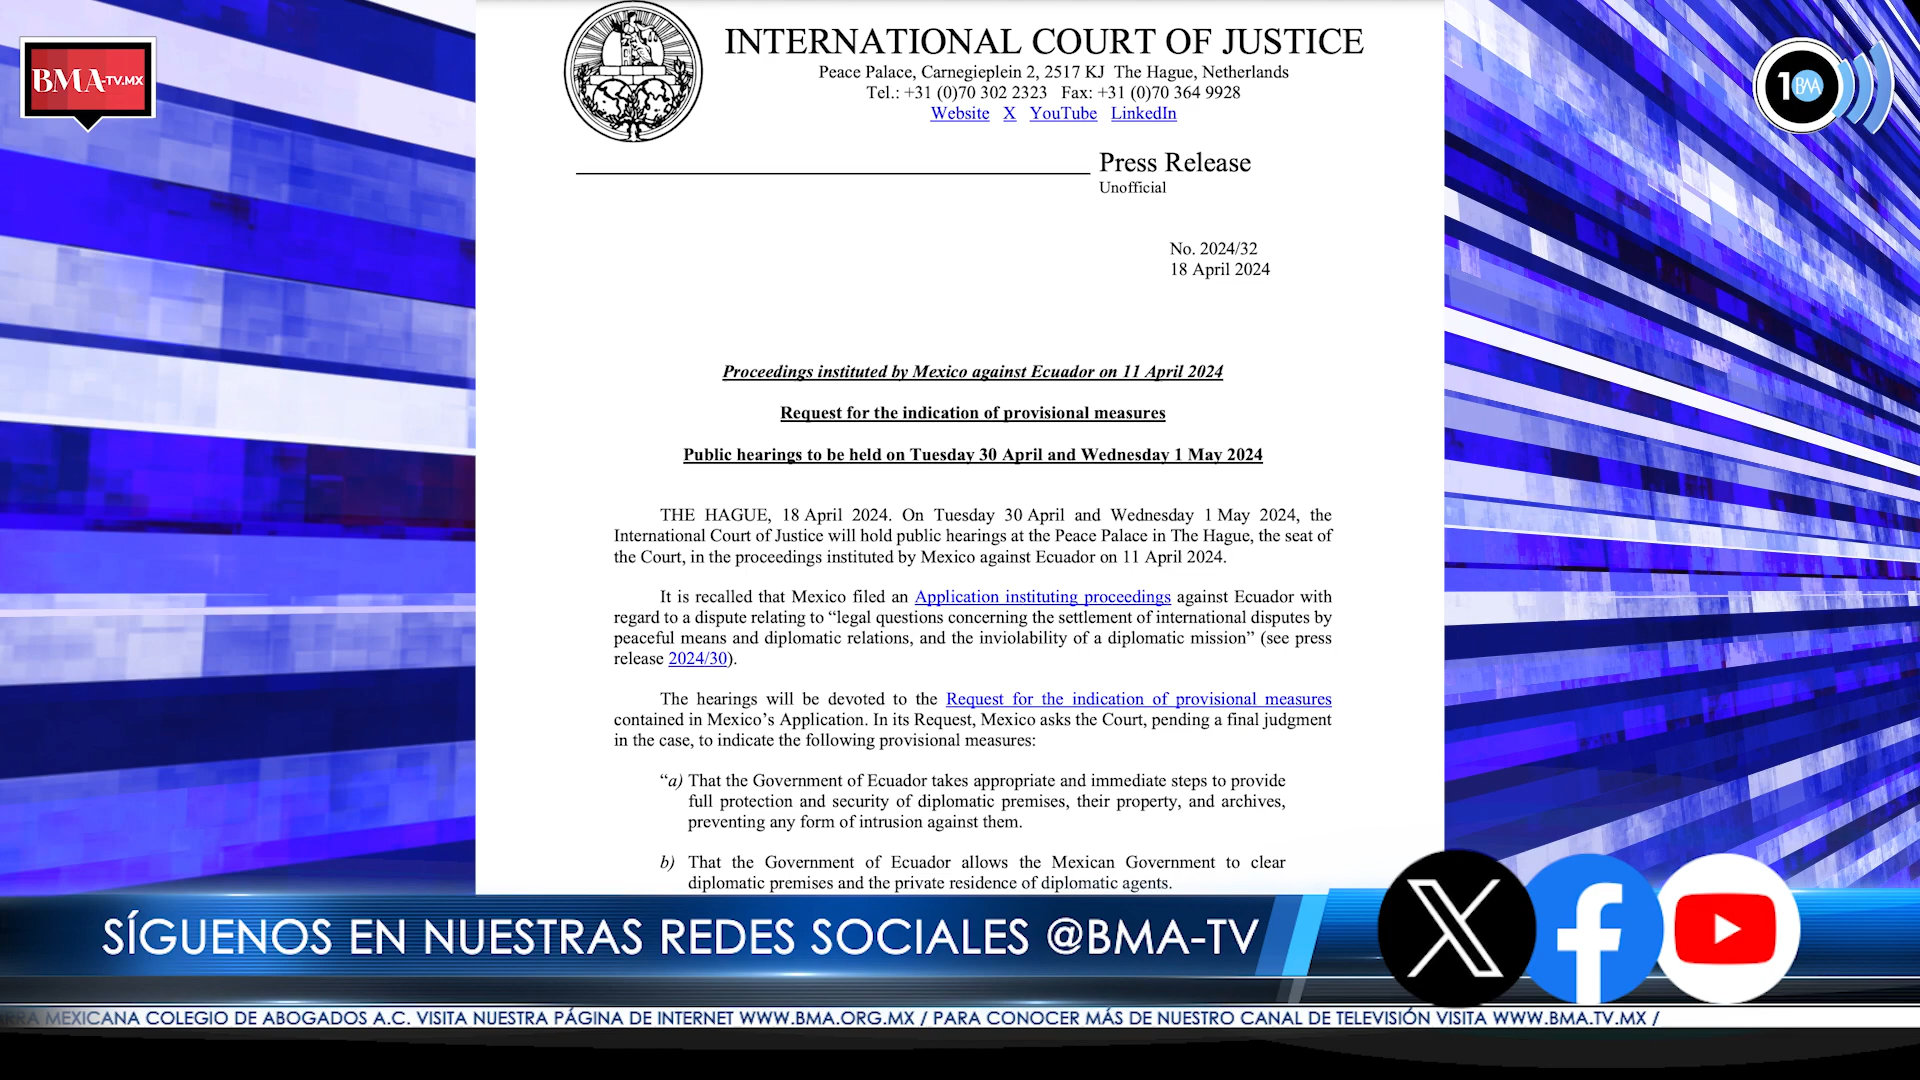 BMA-TV.MX
INTERNATIONAL COURT OF JUSTICE
Peace Palace, Carnegieplein 2, 2517 KJ The Hague, Netherlands
Tel.: +31 (0)70 302 2323 Fax: +31 (0)70 364 9928
Website X YouTube LinkedIn
10 BMA
Press Release
Unofficial
No. 2024/32
18 April 2024
Proceedings instituted by Mexico against Ecuador on 11 April 2024
Request for the indication of provisional measures
Public hearings to be held on Tuesday 30 April and Wednesday 1 May 2024
THE HAGUE, 18 April 2024. On Tuesday 30 April and Wednesday 1 May 2024, the
International Court of Justice will hold public hearings at the Peace Palace in The Hague, the seat of
the Court, in the proceedings instituted by Mexico against Ecuador on 11 April 2024.
It is recalled that Mexico filed an Application instituting proceedings against Ecuador with
regard to a dispute relating to “legal questions concerning the settlement of international disputes by
peaceful means and diplomatic relations, and the inviolability of a diplomatic mission” (see press
release 2024/30).
The hearings will be devoted to the Request for the indication of provisional measures
contained in Mexico’s Application. In its Request, Mexico asks the Court, pending a final judgment
in the case, to indicate the following provisional measures:
“a) That the Government of Ecuador takes appropriate and immediate steps to provide
full protection and security of diplomatic premises, their property, and archives,
preventing any form of intrusion against them.
b) That the Government of Ecuador allows the Mexican Government to clear
diplomatic premises and the private residence of diplomatic agents.
SÍGUENOS EN NUESTRAS REDES SOCIALES @BMA-TV
RRA MEXICANA COLEGIO DE ABOGADOS A.C. VISITA NUESTRA PÁGINA DE INTERNET WWW.BMA.ORG.MX / PARA CONOCER MÁS DE NUESTRO CANAL DE TELEVISIÓN VISITA WWW.BMA.TV.MX /